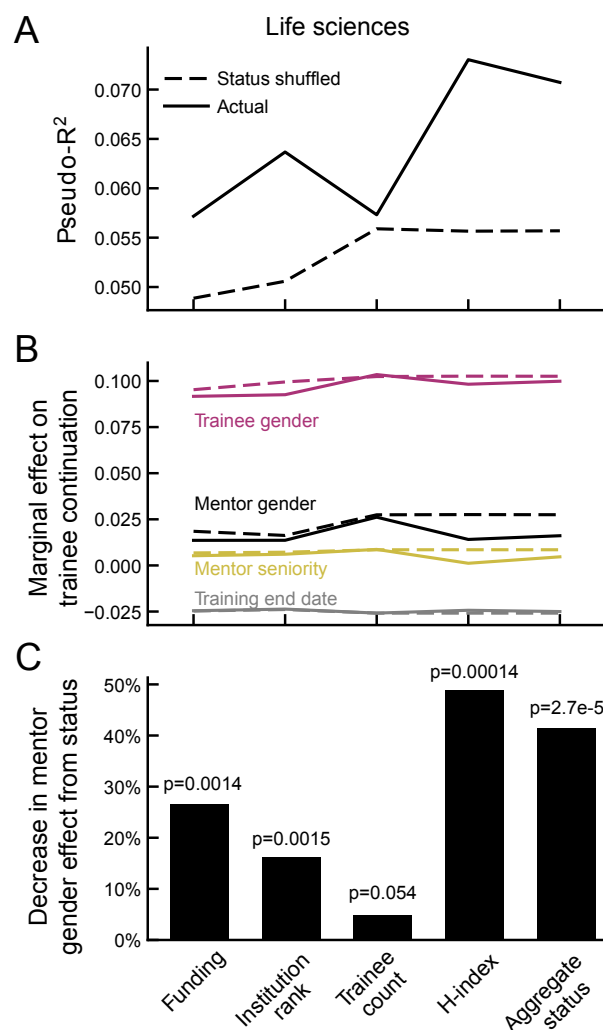 A
Life sciences
Pseudo-R²
0.070
0.065
0.060
0.055
0.050
Status shuffled
Actual
B
Marginal effect on
trainee continuation
0.100
0.075
0.050
0.025
0.000
−0.025
Trainee gender
Mentor gender
Mentor seniority
Training end date
C
Decrease in mentor
gender effect from status
50%
40%
30%
20%
10%
0%
p=0.0014
p=0.0015
p=0.054
p=0.00014
p=2.7e-5
Funding
Institution
rank
Trainee
count
H-index
Aggregate
status